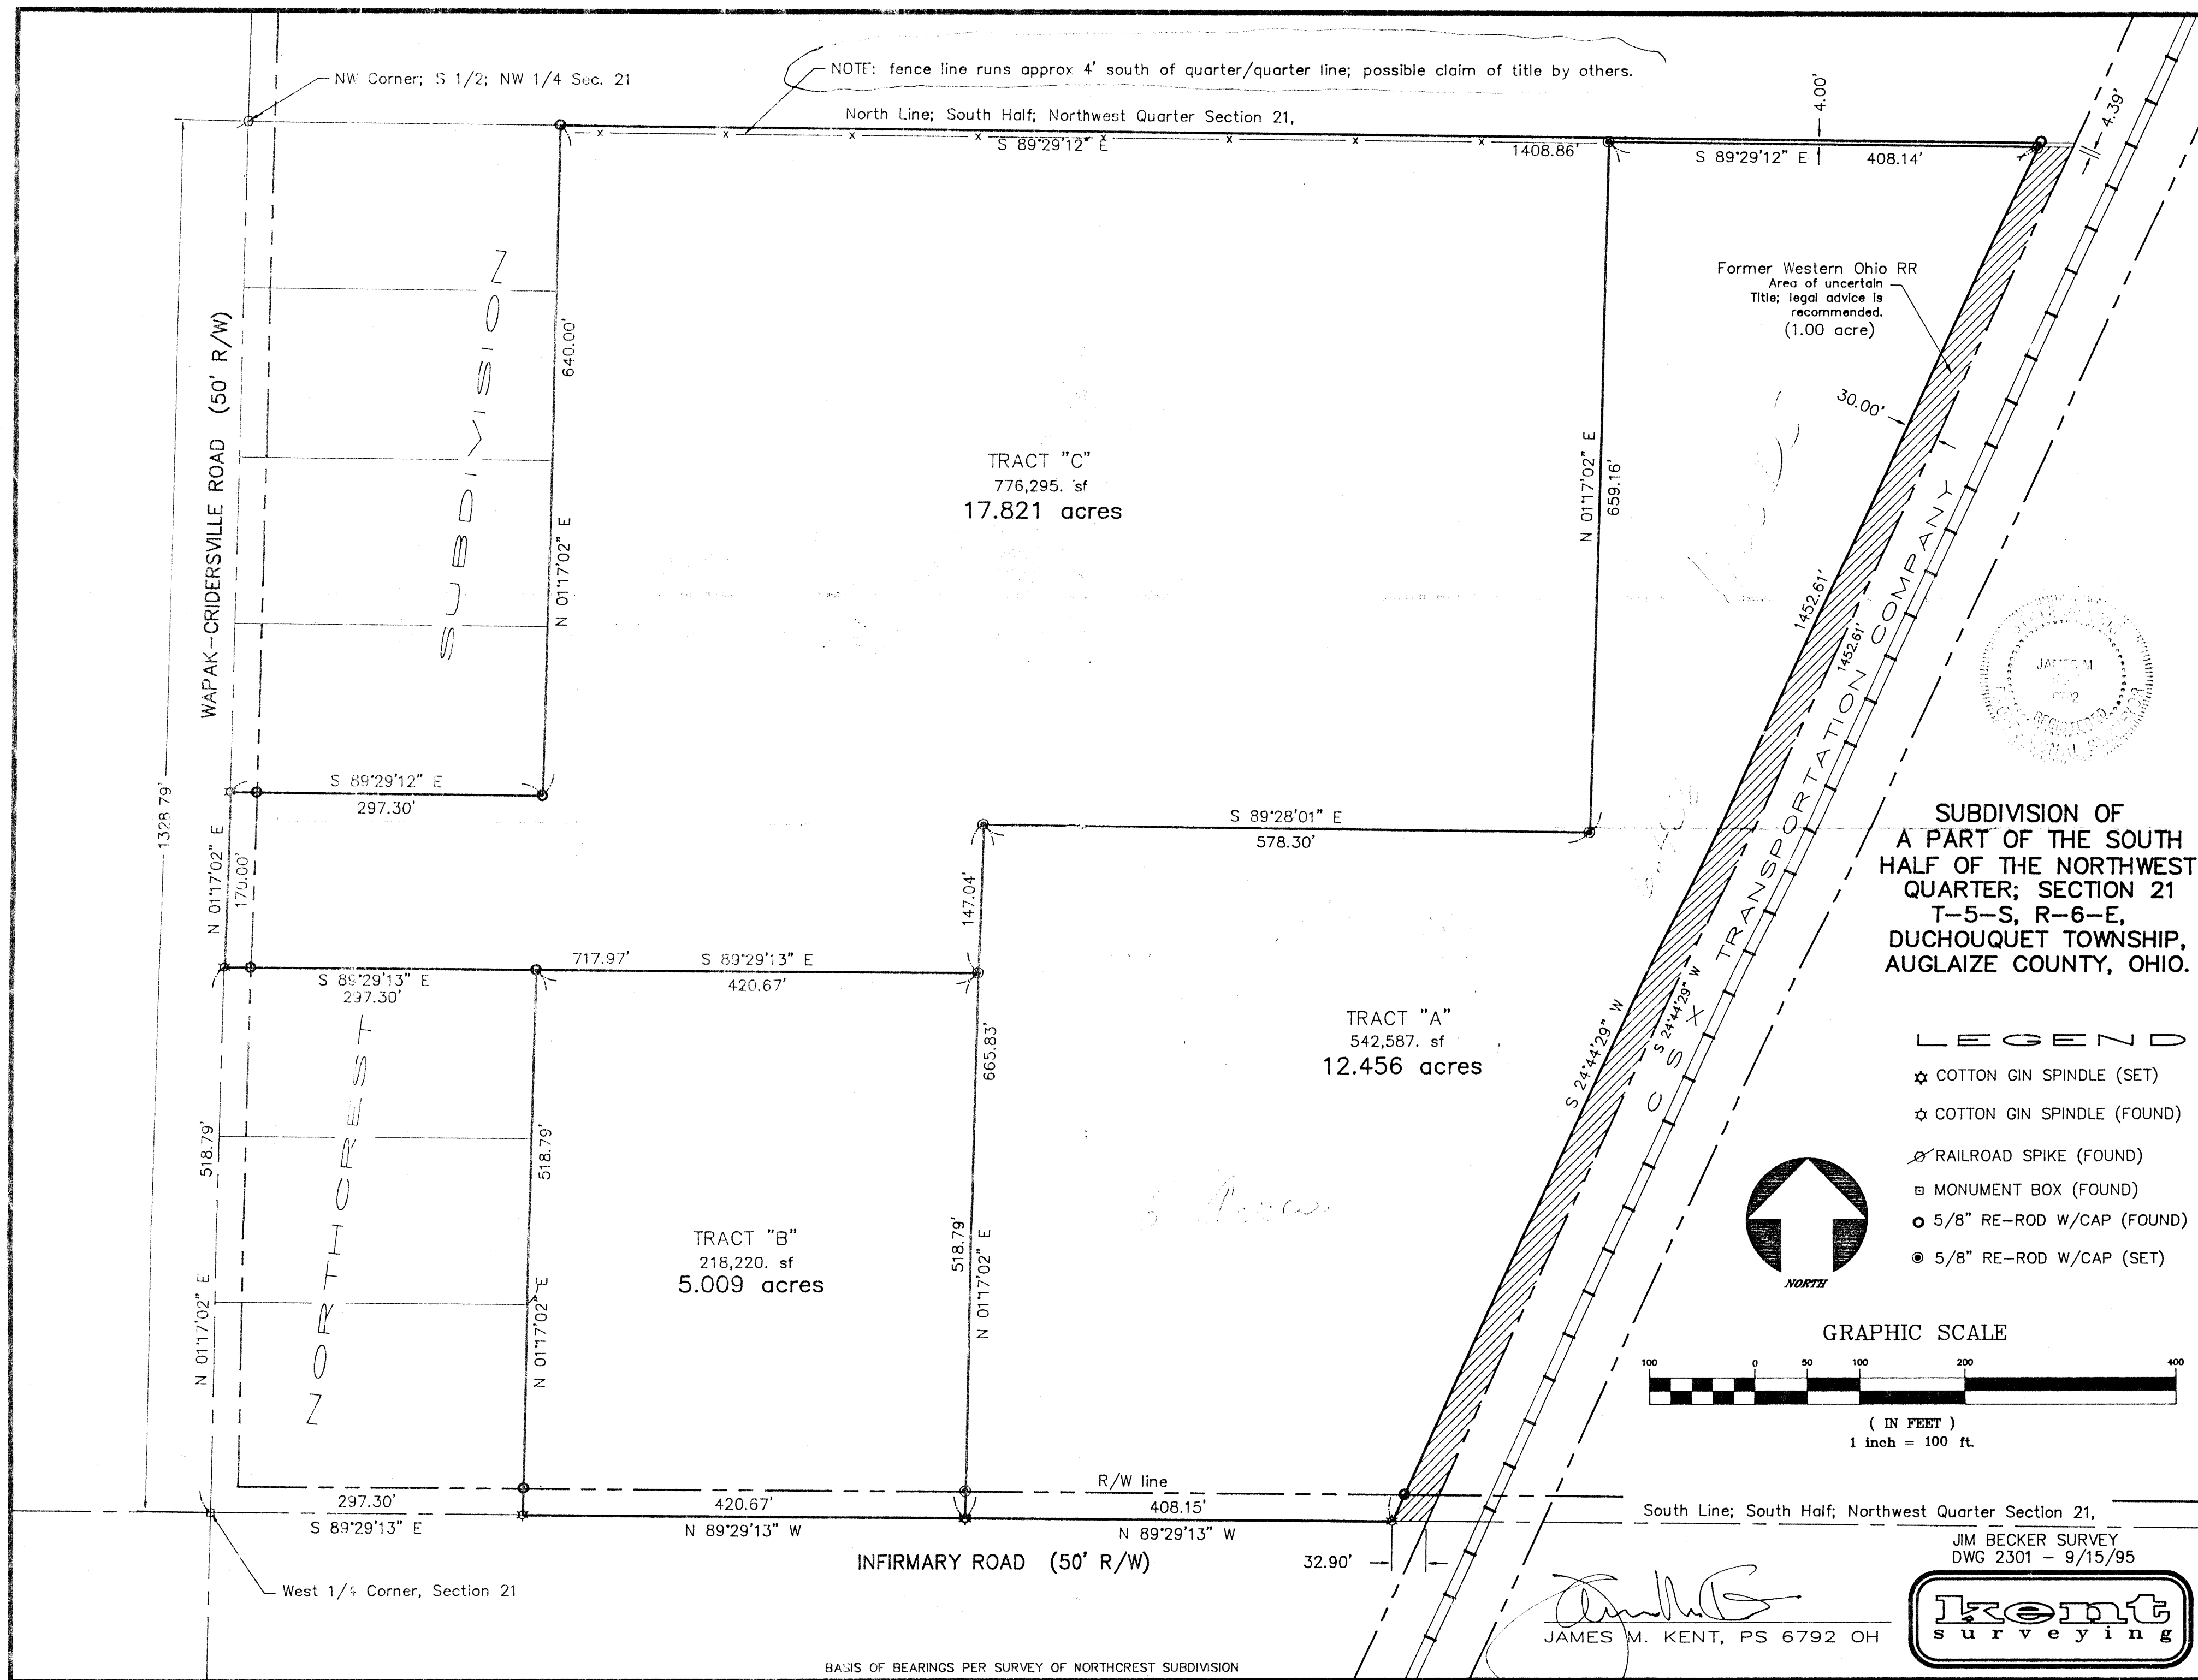 NW Corner; S 1/2; NW 1/4 Sec. 21
NOTE: fence line runs approx 4' south of quarter/quarter line; possible claim of title by others.
North Line; South Half; Northwest Quarter Section 21,
S 89°29'12" E
1408.86'
S 89°29'12" E
408.14'
4.00'
4.39'
Former Western Ohio RR
Area of uncertain
Title; legal advice is
recommended.
(1.00 acre)
30.00'
WAPAK-CRIDERSVILLE ROAD (50' R/W)
1328.79'
SUBDIVISION
640.00'
N 01°17'02" E
TRACT "C"
776,295. sf
17.821 acres
N 01°17'02" E
659.16'
1452.61'
1452.61'
CSX TRANSPORTATION COMPANY
S 24°44'29" W
S 24°44'29" W
S 89°29'12" E
297.30'
N 01°17'02" E
170.00'
S 89°28'01" E
578.30'
147.04'
717.97' S 89°29'13" E
420.67'
S 89°29'13" E
297.30'
665.83'
TRACT "A"
542,587. sf
12.456 acres
NORTHCREST
518.79'
N 01°17'02" E
518.79'
N 01°17'02" E
TRACT "B"
218,220. sf
5.009 acres
518.79'
N 01°17'02" E
R/W line
297.30'
S 89°29'13" E
420.67'
N 89°29'13" W
408.15'
N 89°29'13" W
32.90'
INFIRMARY ROAD (50' R/W)
West 1/4 Corner, Section 21
South Line; South Half; Northwest Quarter Section 21,
BASIS OF BEARINGS PER SURVEY OF NORTHCREST SUBDIVISION
JAMES M.
REGISTERED
SUBDIVISION OF
A PART OF THE SOUTH
HALF OF THE NORTHWEST
QUARTER; SECTION 21
T-5-S, R-6-E,
DUCHOUQUET TOWNSHIP,
AUGLAIZE COUNTY, OHIO.
LEGEND
COTTON GIN SPINDLE (SET)
COTTON GIN SPINDLE (FOUND)
RAILROAD SPIKE (FOUND)
MONUMENT BOX (FOUND)
5/8" RE-ROD W/CAP (FOUND)
5/8" RE-ROD W/CAP (SET)
NORTH
GRAPHIC SCALE
100 0 50 100 200 400
( IN FEET )
1 inch = 100 ft.
JIM BECKER SURVEY
DWG 2301 - 9/15/95
JAMES M. KENT, PS 6792 OH
kent
surveying